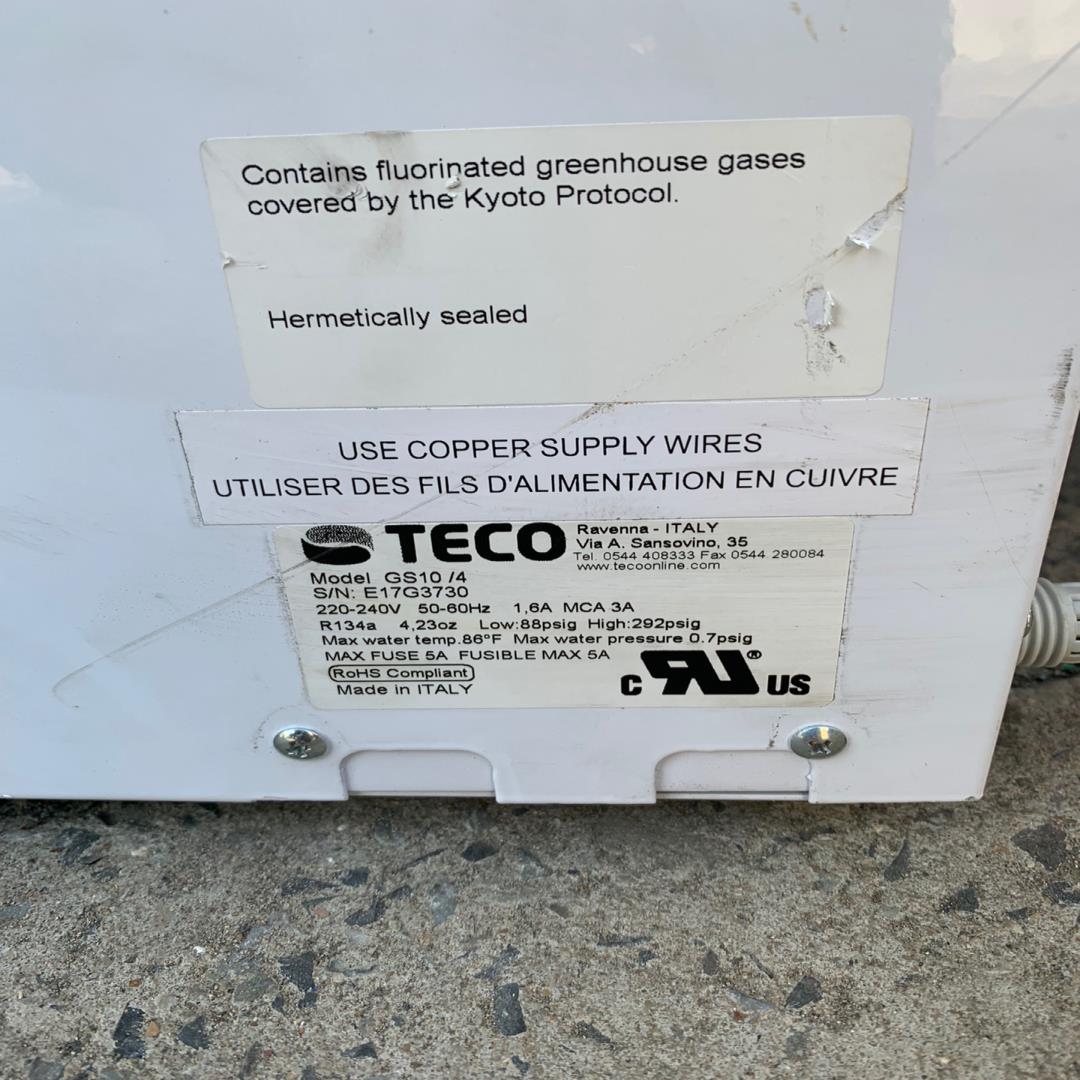 Contains fluorinated greenhouse gases
covered by the Kyoto Protocol.
Hermetically sealed
USE COPPER SUPPLY WIRES
UTILISER DES FILS D'ALIMENTATION EN CUIVRE
TECO
Ravenna - ITALY
Via A. Sansovino, 35
Tel. 0544 408333 Fax 0544 280084
www.tecoonline.com
Model GS10 /4
S/N: E17G3730
220-240V 50-60Hz 1,6A MCA 3A
R134a 4,23oz Low:88psig High:292psig
Max water temp.86°F Max water pressure 0.7psig
MAX FUSE 5A FUSIBLE MAX 5A
RoHS Compliant
Made in ITALY
C RU® US